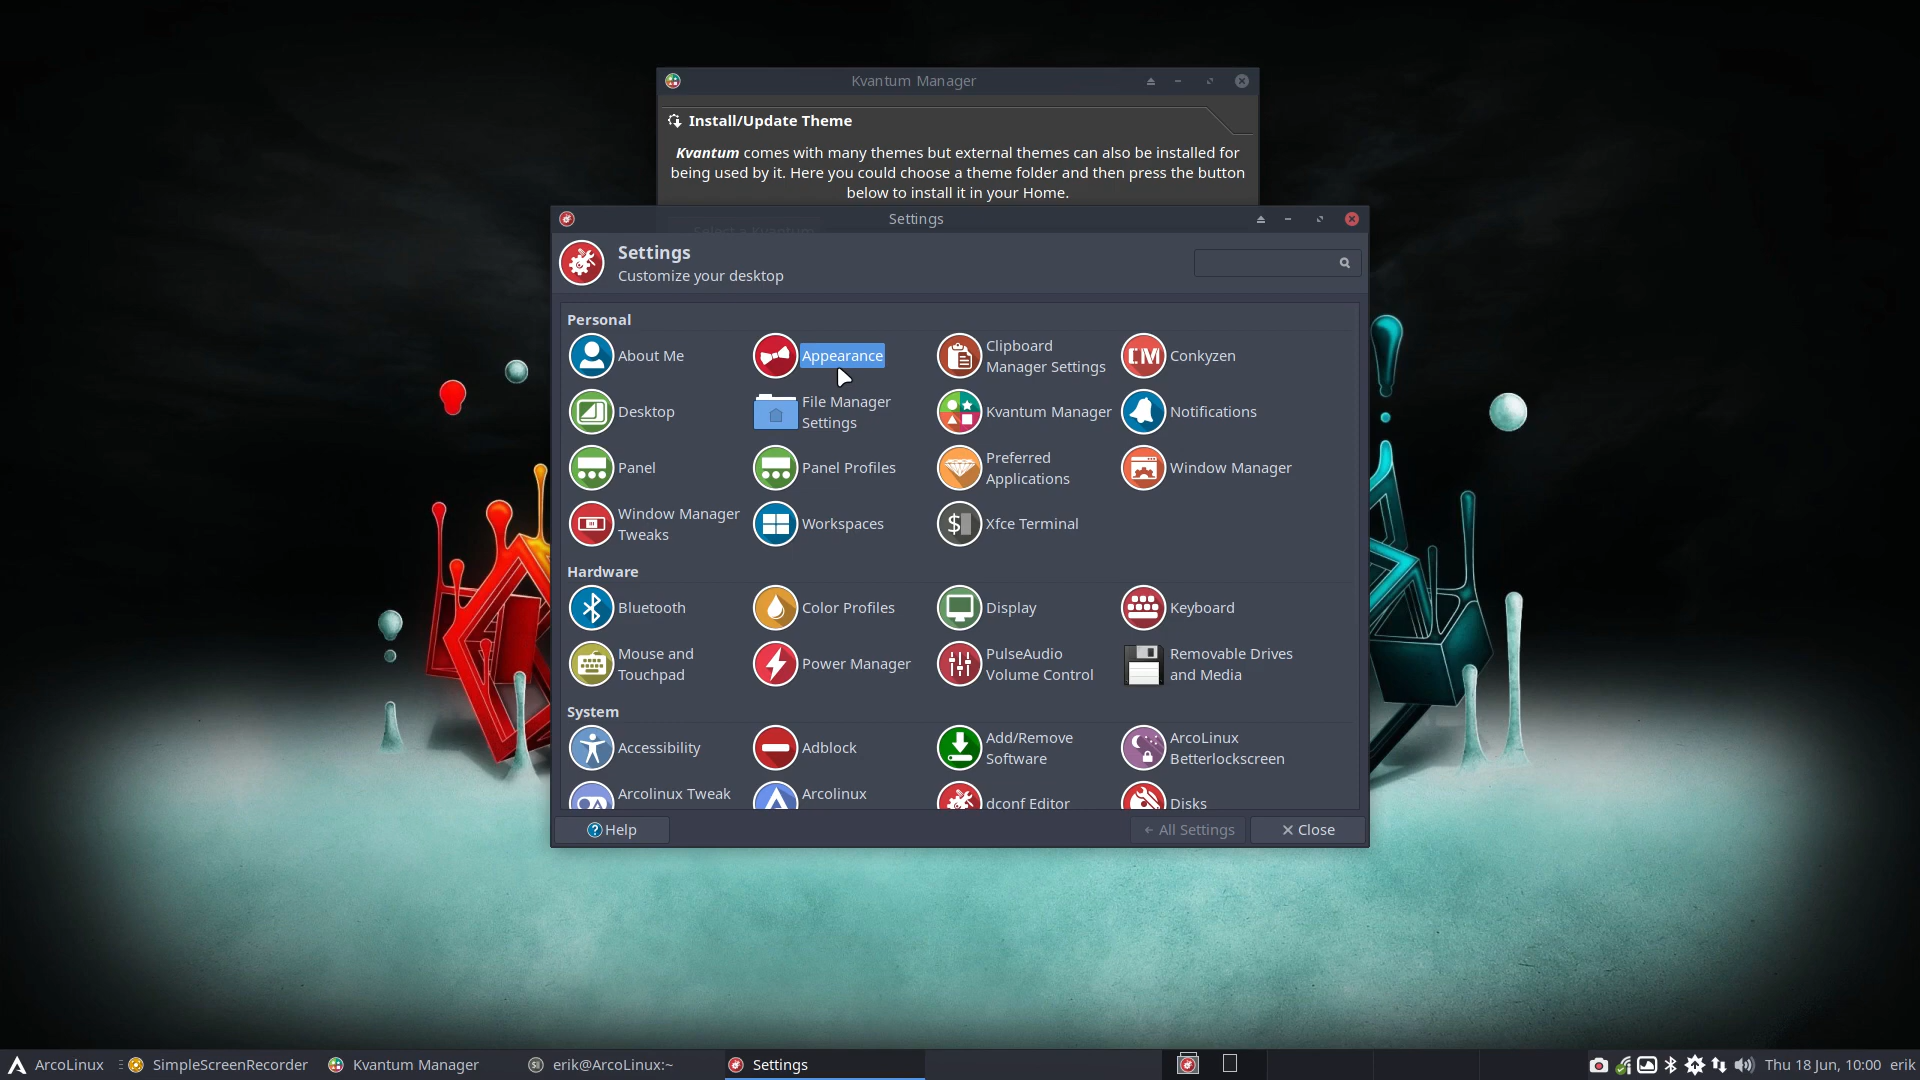 Kvantum Manager
Install/Update Theme
Kvantum comes with many themes but external themes can also be installed for
being used by it. Here you could choose a theme folder and then press the button
below to install it in your Home.
Settings
Settings
Customize your desktop
Personal
About Me
Appearance
Clipboard
Manager Settings
Conkyzen
Desktop
File Manager
Settings
Kvantum Manager
Notifications
Panel
Panel Profiles
Preferred
Applications
Window Manager
Window Manager
Tweaks
Workspaces
Xfce Terminal
Hardware
Bluetooth
Color Profiles
Display
Keyboard
Mouse and
Touchpad
Power Manager
PulseAudio
Volume Control
Removable Drives
and Media
System
Accessibility
Adblock
Add/Remove
Software
ArcoLinux
Betterlockscreen
Arcolinux Tweak
Arcolinux
dconf Editor
Disks
Help
All Settings
Close
ArcoLinux
SimpleScreenRecorder
Kvantum Manager
erik@ArcoLinux:~
Settings
Thu 18 Jun, 10:00
erik